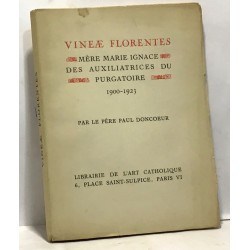 VINEÆ FLORENTES
MÈRE MARIE IGNACE
DES AUXILIATRICES DU
PURGATOIRE
1900-1923
PAR LE PÈRE PAUL DONCOEUR
LIBRAIRIE DE L'ART CATHOLIQUE
6, PLACE SAINT-SULPICE, PARIS VI